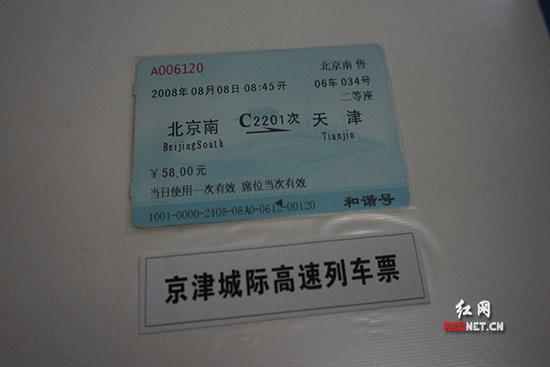 A006120 北京南 售
2008年08月08日 08:45开 06车 034号
二等座
北京南 C2201次 天津
BeijingSouth Tianjin
￥58.00元
当日使用一次有效 席位当次有效
和谐号
1001-0000-2408-08A0-0612-00120
京津城际高速列车票
红网
REDNET.CN